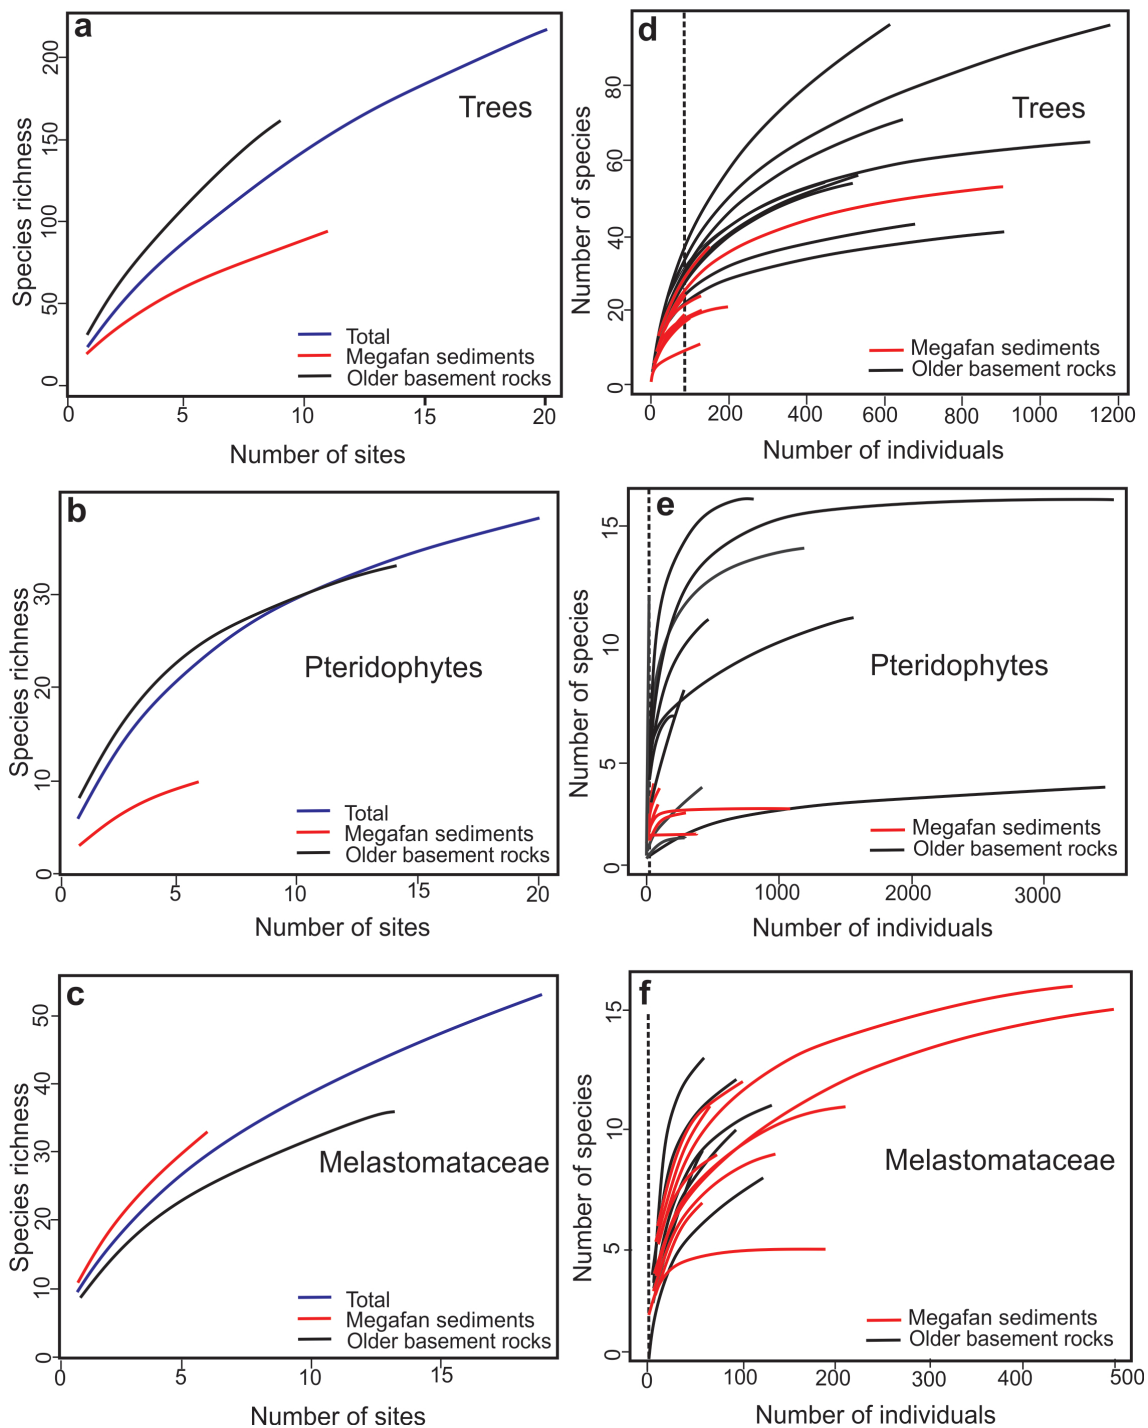 a
Species richness
0
50
100
150
200
Trees
Total
Megafan sediments
Older basement rocks
0
5
10
15
20
Number of sites
d
Number of species
0
20
40
60
80
Trees
Megafan sediments
Older basement rocks
0
200
400
600
800
1000
1200
Number of individuals
b
Species richness
0
10
20
30
Pteridophytes
Total
Megafan sediments
Older basement rocks
0
5
10
15
20
Number of sites
e
Number of species
0
5
10
15
Pteridophytes
Megafan sediments
Older basement rocks
0
1000
2000
3000
Number of individuals
c
Species richness
0
10
20
30
40
50
Melastomataceae
Total
Megafan sediments
Older basement rocks
0
5
10
15
Number of sites
f
Number of species
0
5
10
15
Melastomataceae
Megafan sediments
Older basement rocks
0
100
200
300
400
500
Number of individuals